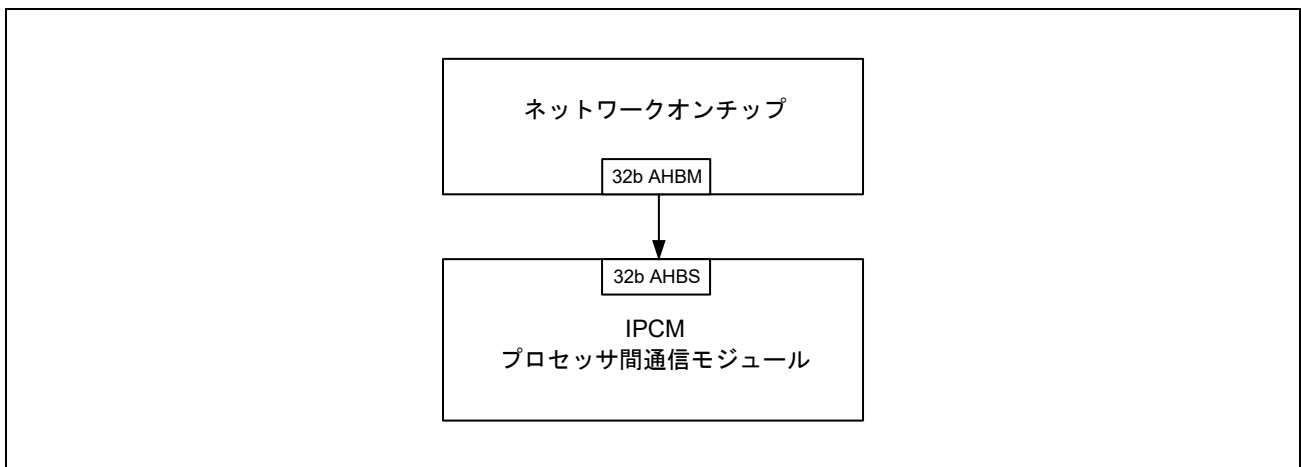 ネットワークオンチップ
32b AHBM
32b AHBS
IPCM
プロセッサ間通信モジュール